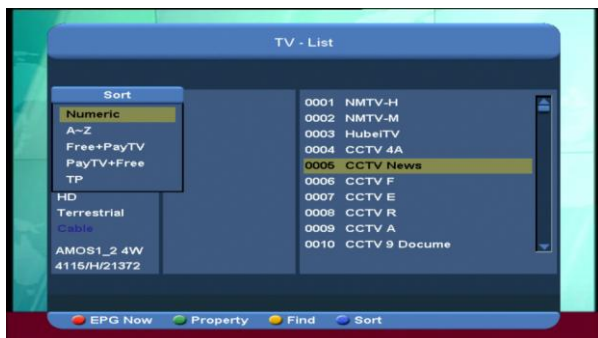 TV - List
Sort
Numeric
A~Z
Free+PayTV
PayTV+Free
TP
HD
Terrestrial
Cable
AMOS1_2 4W
4115/H/21372
0001 NMTV-H
0002 NMTV-M
0003 HubeiTV
0004 CCTV 4A
0005 CCTV News
0006 CCTV F
0007 CCTV E
0008 CCTV R
0009 CCTV A
0010 CCTV 9 Docume
EPG Now
Property
Find
Sort